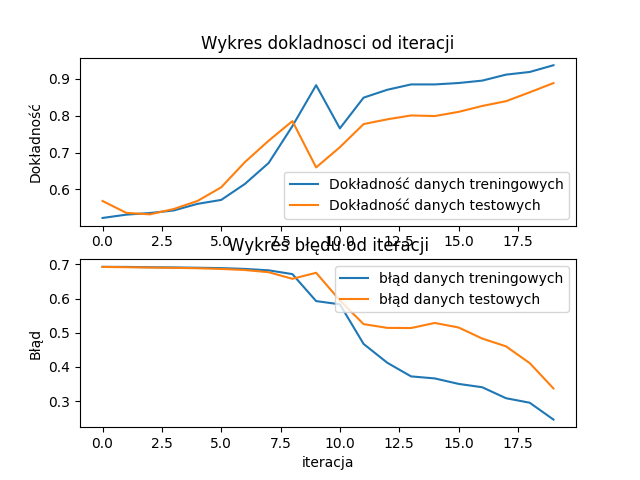 Wykres dokladnosci od iteracji
Dokładność
0.9
0.8
0.7
0.6
Dokładność danych treningowych
Dokładność danych testowych
0.0 2.5 5.0 7.5 10.0 12.5 15.0 17.5
Wykres błędu od iteracji
Błąd
0.7
0.6
0.5
0.4
0.3
błąd danych treningowych
błąd danych testowych
0.0 2.5 5.0 7.5 10.0 12.5 15.0 17.5
iteracja